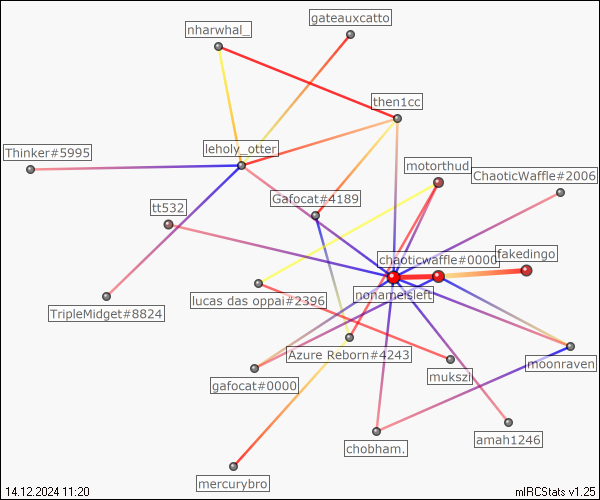 gateauxcatto
nharwhal_
then1cc
leholy_otter
Thinker#5995
motorthud
ChaoticWaffle#2006
Gafocat#4189
tt532
fakedingo
chaoticwaffle#0000
nonameisleft
lucas das oppai#2396
TripleMidget#8824
Azure Reborn#4243
moonraven
mukszi
gafocat#0000
amah1246
chobham.
mercurybro
14.12.2024 11:20
mIRCStats v1.25